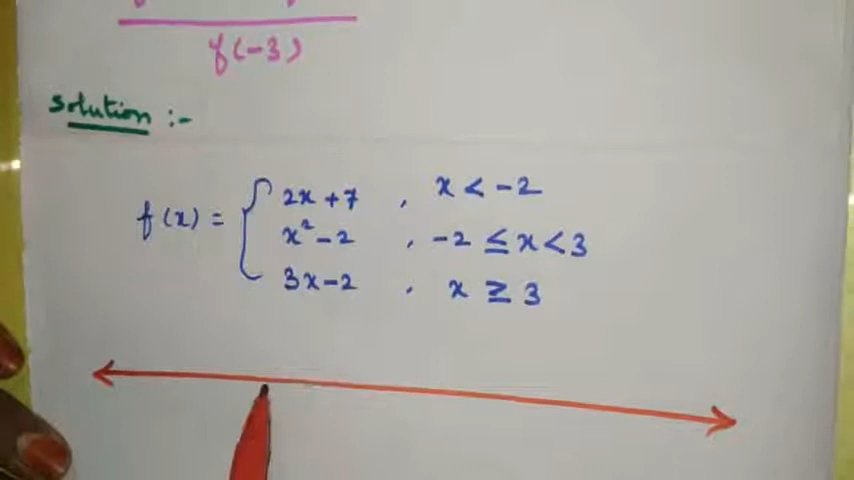 f(-3)
Solution :-
f(x) = { 2x+7 , x < -2
x² - 2 , -2 ≤ x < 3
3x-2 , x ≥ 3